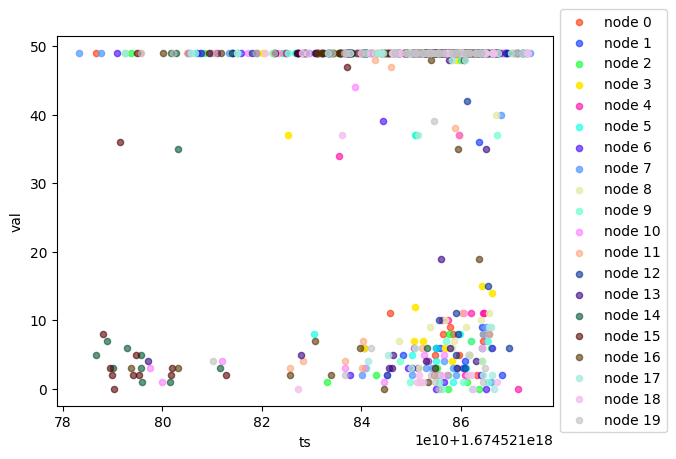 50
40
30
20
10
0
val
78
80
82
84
86
ts
1e10+1.674521e18
node 0
node 1
node 2
node 3
node 4
node 5
node 6
node 7
node 8
node 9
node 10
node 11
node 12
node 13
node 14
node 15
node 16
node 17
node 18
node 19